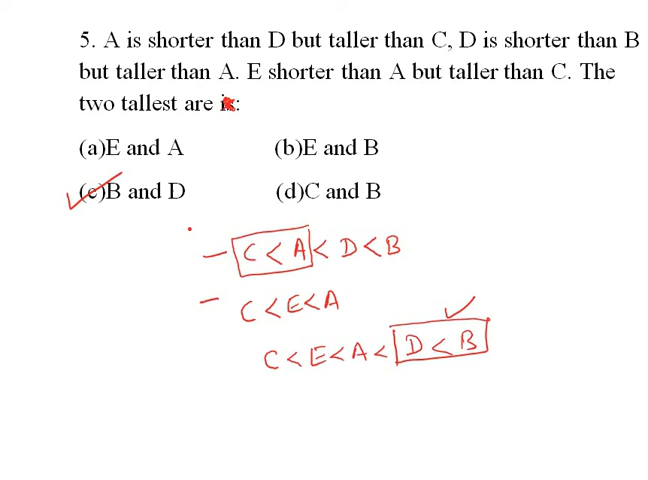 5. A is shorter than D but taller than C, D is shorter than B
but taller than A. E shorter than A but taller than C. The
two tallest are is:
(a)E and A (b)E and B
(c)B and D (d)C and B
– C < A < D < B
– C < E < A
C < E < A < D < B